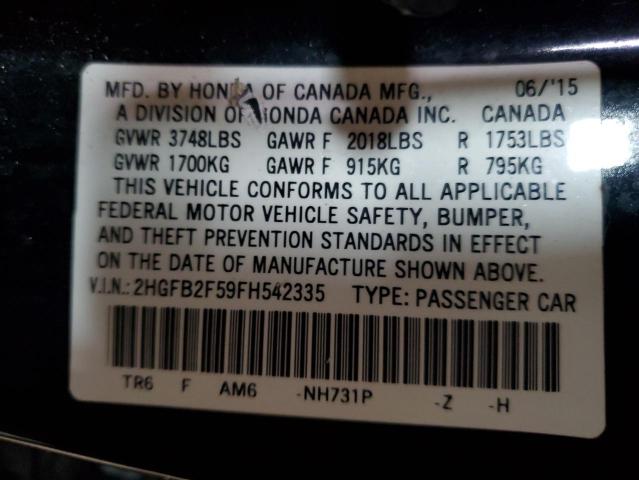 MFD. BY HONDA OF CANADA MFG., 06/'15
A DIVISION OF HONDA CANADA INC. CANADA
GVWR 3748LBS GAWR F 2018LBS R 1753LBS
GVWR 1700KG GAWR F 915KG R 795KG
THIS VEHICLE CONFORMS TO ALL APPLICABLE
FEDERAL MOTOR VEHICLE SAFETY, BUMPER,
AND THEFT PREVENTION STANDARDS IN EFFECT
ON THE DATE OF MANUFACTURE SHOWN ABOVE.
V.I.N.: 2HGFB2F59FH542335 TYPE: PASSENGER CAR
TR6 F AM6 -NH731P -Z -H